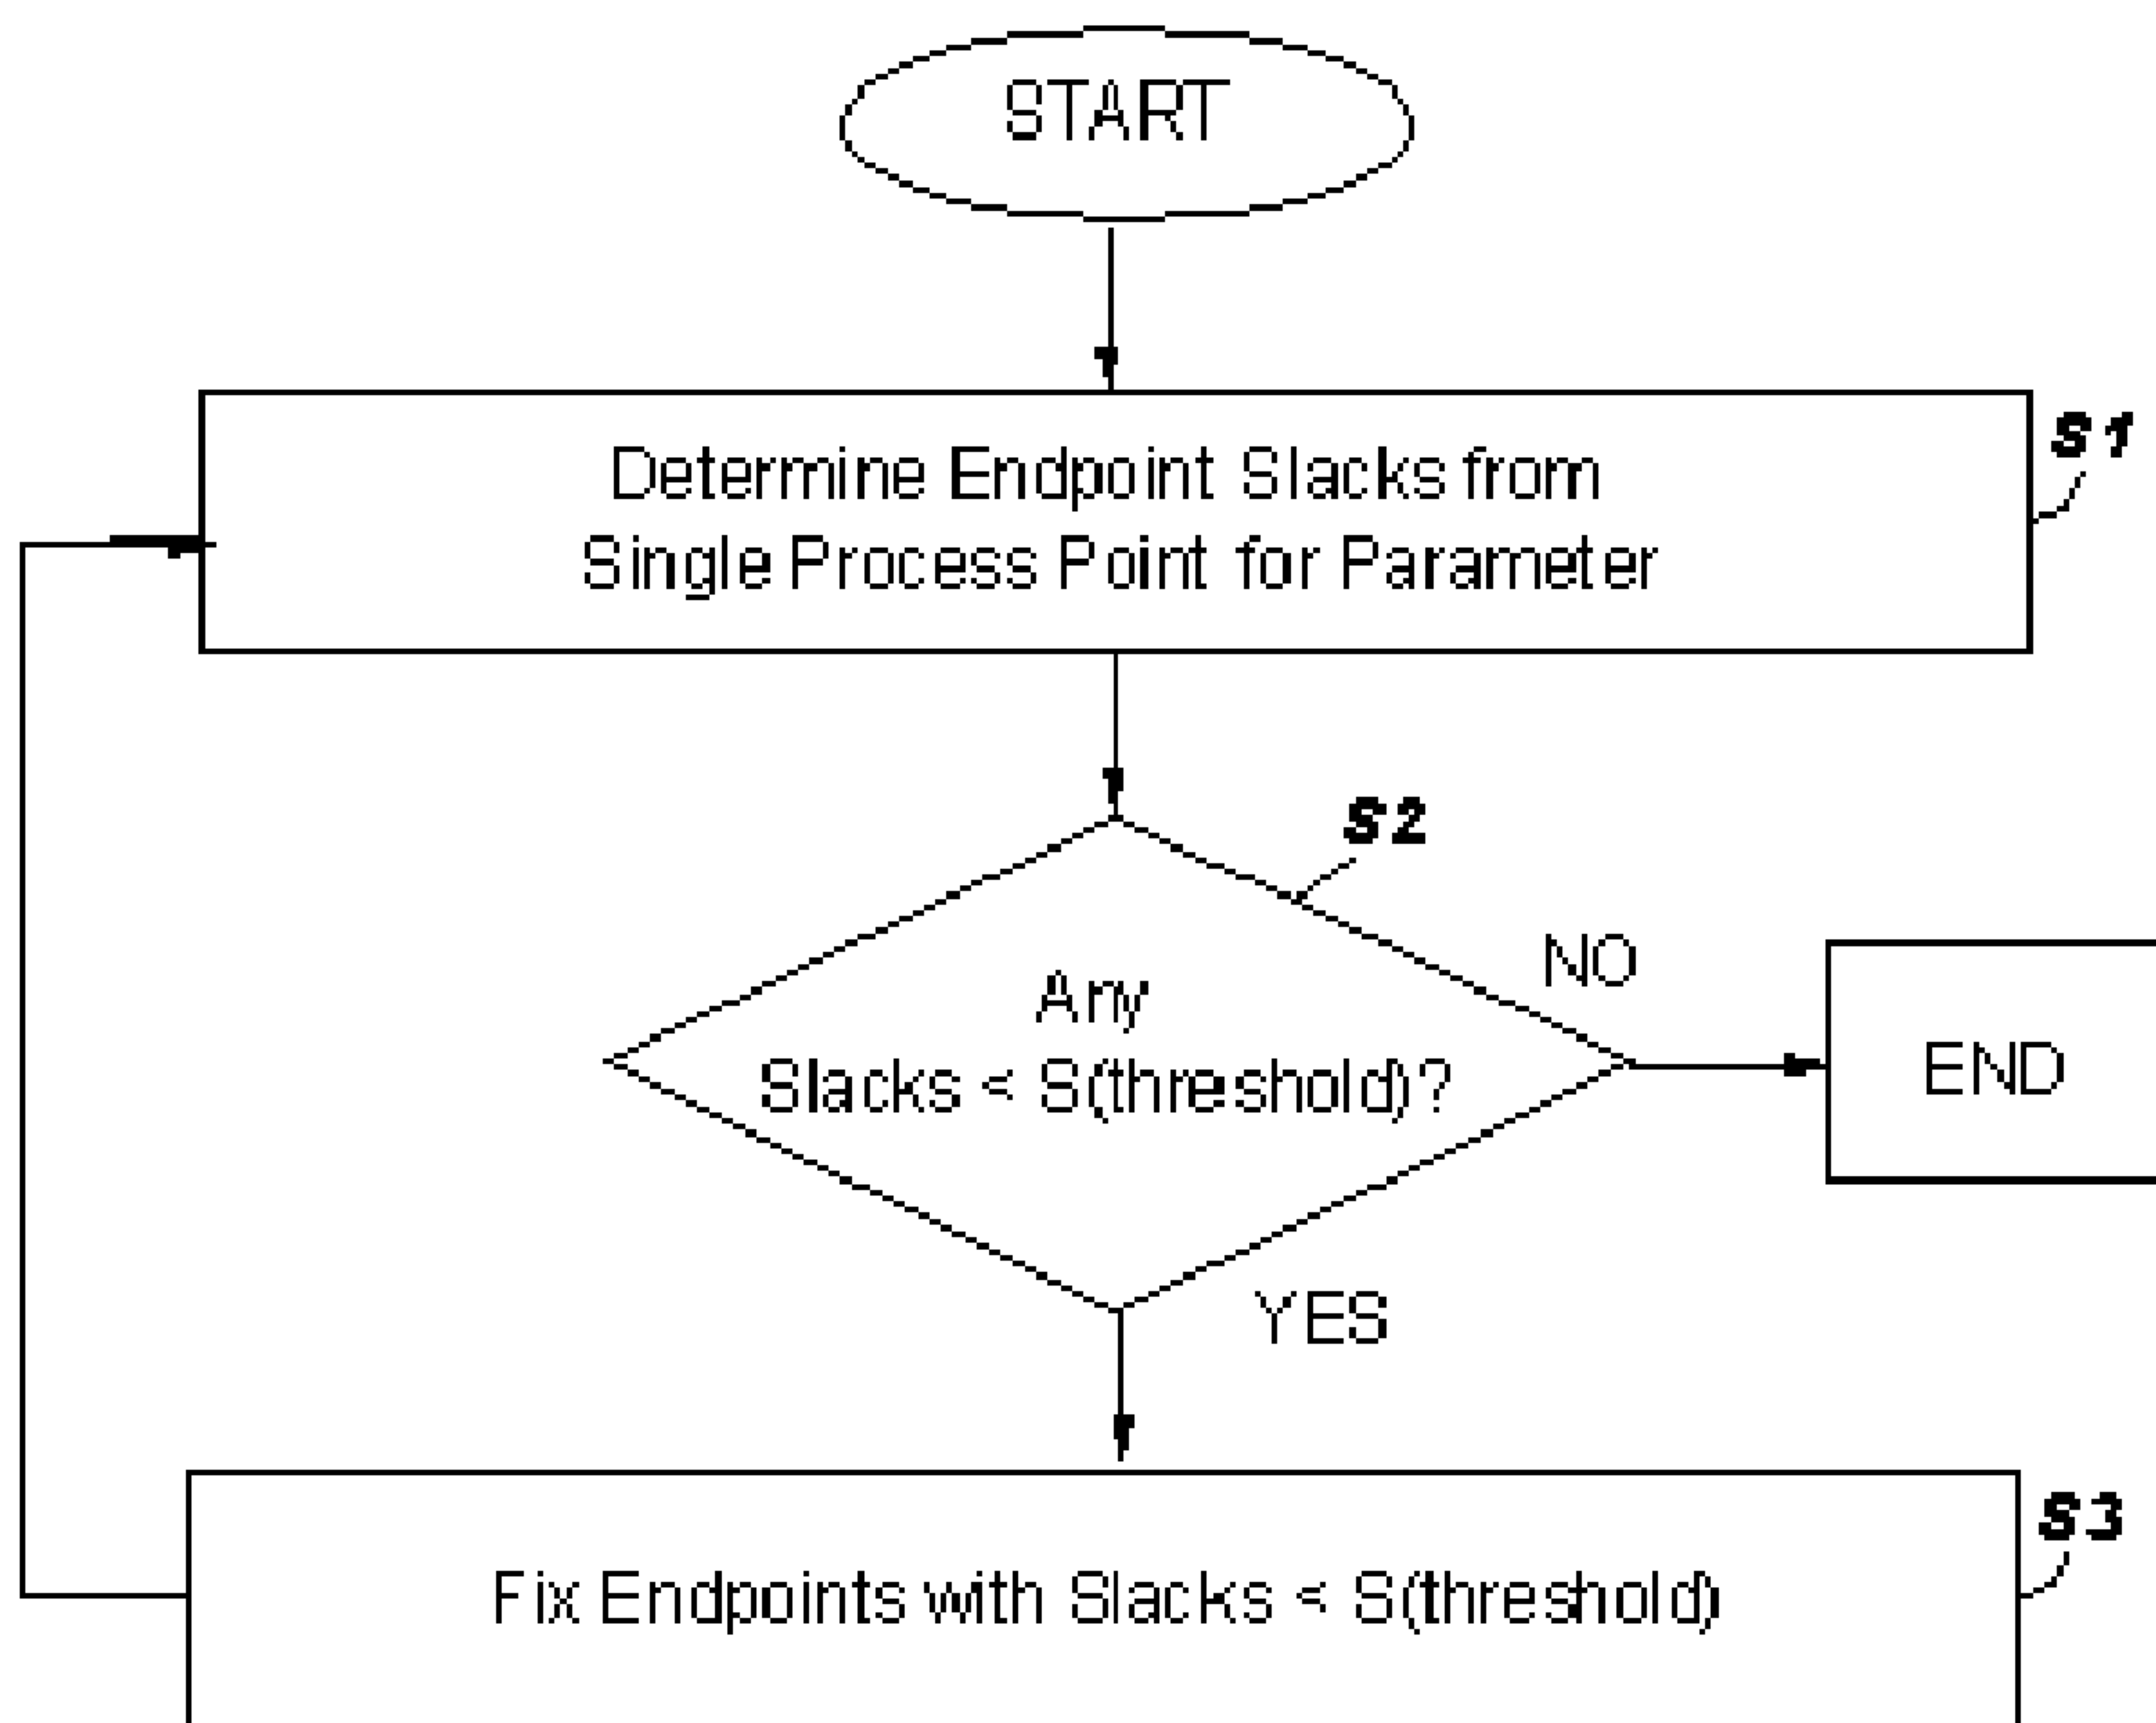 START
S1
Determine Endpoint Slacks from
Single Process Point for Parameter
S2
NO
Any
Slacks < S(threshold)?
END
YES
S3
Fix Endpoints with Slacks < S(threshold)